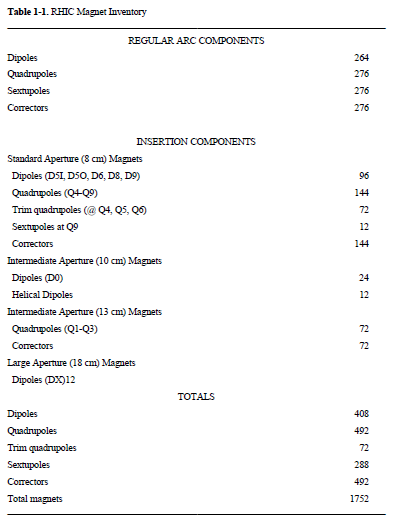 Table 1-1. RHIC Magnet Inventory
REGULAR ARC COMPONENTS
Dipoles 264
Quadrupoles 276
Sextupoles 276
Correctors 276
INSERTION COMPONENTS
Standard Aperture (8 cm) Magnets
Dipoles (D5I, D5O, D6, D8, D9) 96
Quadrupoles (Q4-Q9) 144
Trim quadrupoles (@ Q4, Q5, Q6) 72
Sextupoles at Q9 12
Correctors 144
Intermediate Aperture (10 cm) Magnets
Dipoles (D0) 24
Helical Dipoles 12
Intermediate Aperture (13 cm) Magnets
Quadrupoles (Q1-Q3) 72
Correctors 72
Large Aperture (18 cm) Magnets
Dipoles (DX)12
TOTALS
Dipoles 408
Quadrupoles 492
Trim quadrupoles 72
Sextupoles 288
Correctors 492
Total magnets 1752